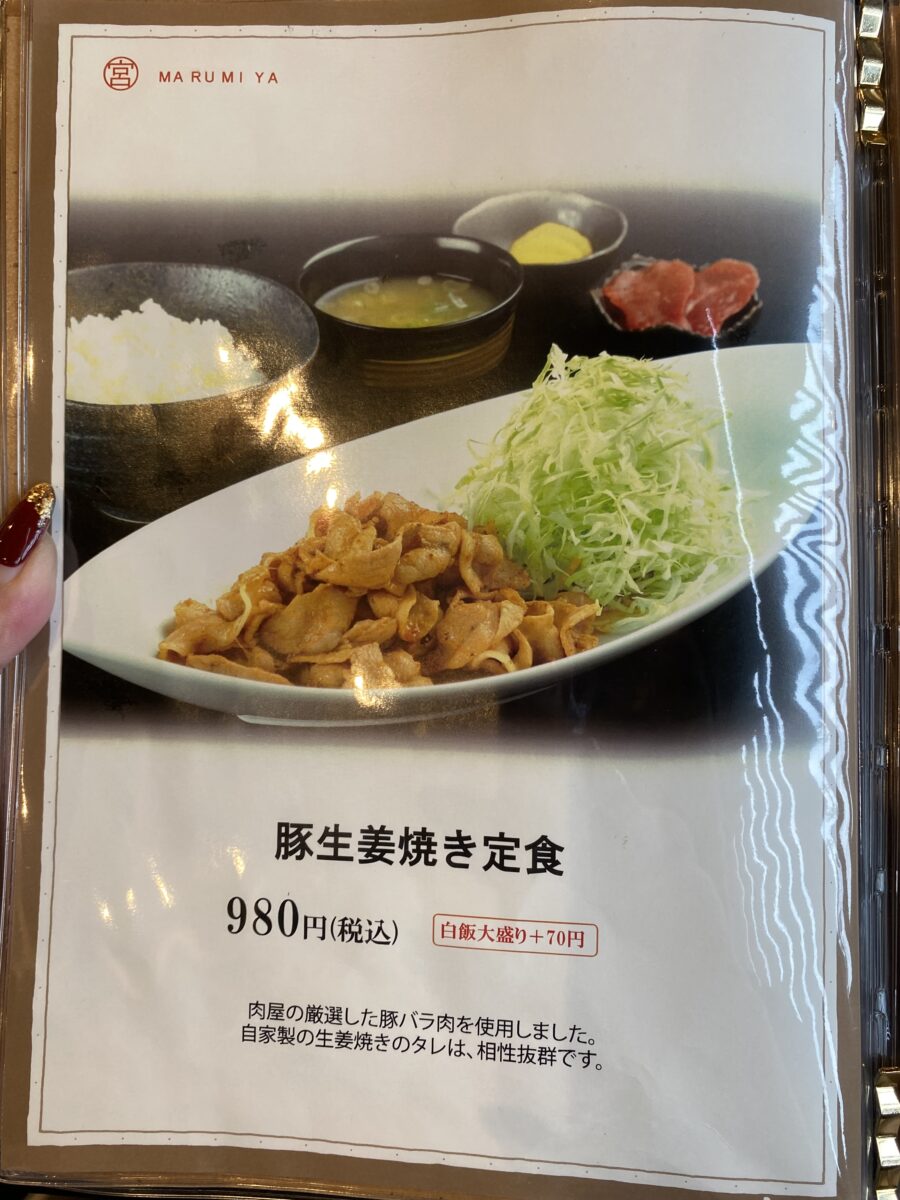 宮 MARUMIYA
豚生姜焼き定食
980円(税込) 白飯大盛り+70円
肉屋の厳選した豚バラ肉を使用しました。
自家製の生姜焼きのタレは、相性抜群です。